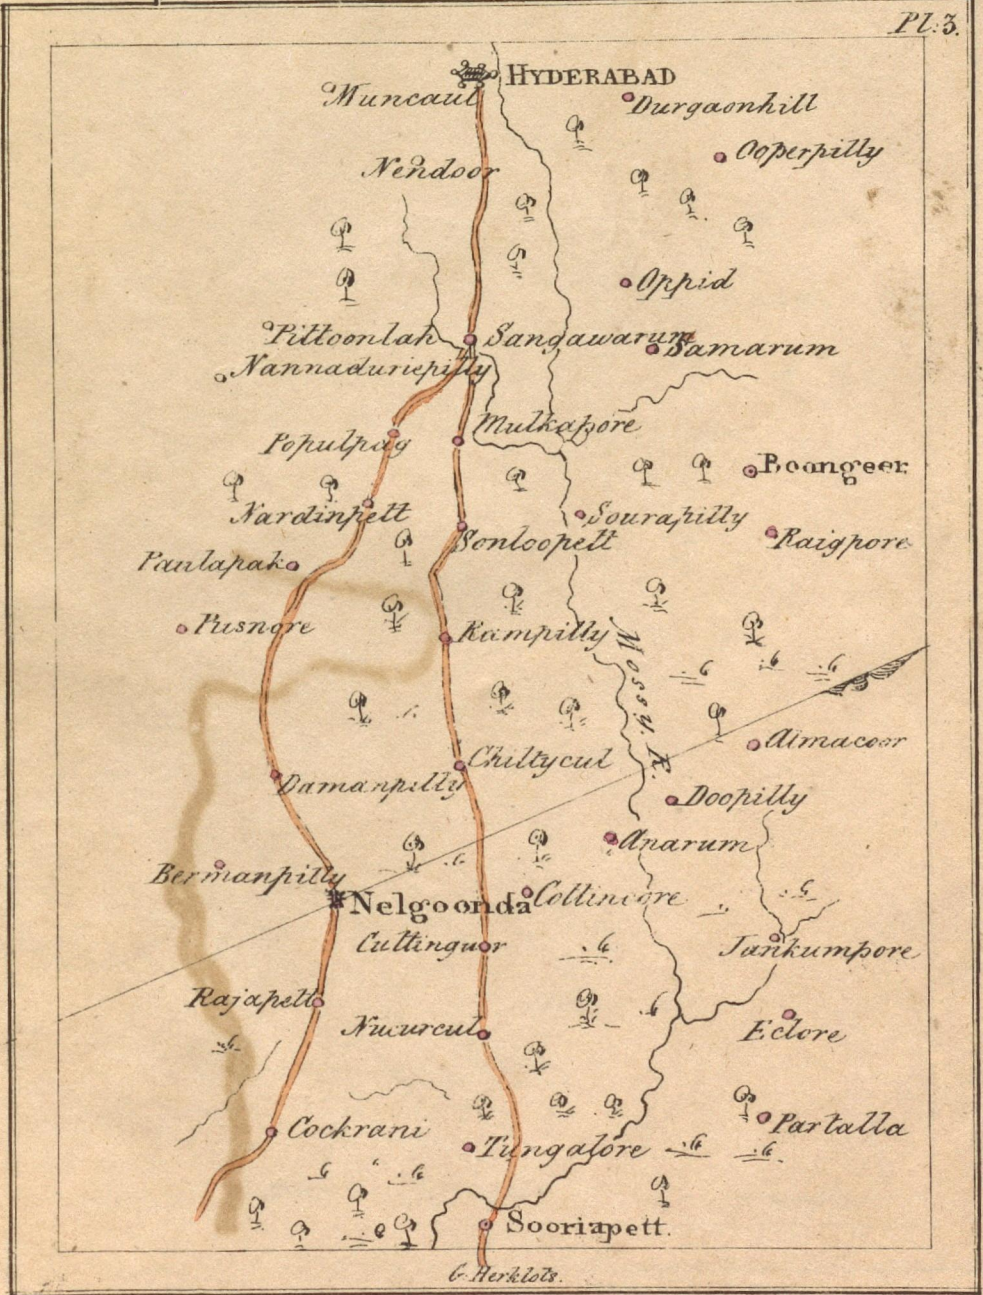 Pl: 3.
HYDERABAD
Muncaul
Durgaonhill
Ooperpilly
Nendoor
Oppid
Pittoonlah
Sangawarum
Samarum
Nannaduriepilly
Mulkapore
Populpag
Boongeer
Nardinpett
Sourapilly
Sonloopett
Raigpore
Paulapak
Pusnore
Kampilly
Mossy R.
Almacoor
Chiltycul
Damanpilly
Doopilly
Anarum
Bermanpilly
Nelgoonda
Collincore
Cultinguor
Jankumpore
Rajapett
Nucurcul
Eclore
Cockrani
Partalla
Tungalore
Sooriapett.
G. Herklots.